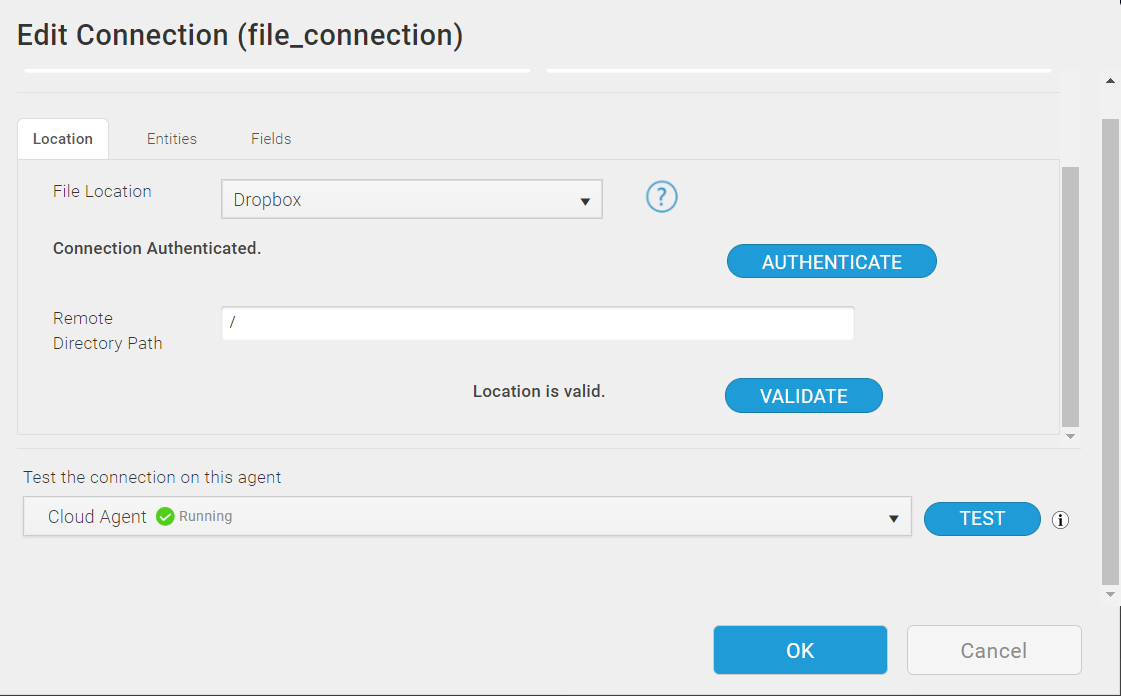 Edit Connection (file_connection)
Location Entities Fields
File Location Dropbox ?
Connection Authenticated. AUTHENTICATE
Remote
Directory Path
/
Location is valid. VALIDATE
Test the connection on this agent
Cloud Agent Running TEST i
OK Cancel